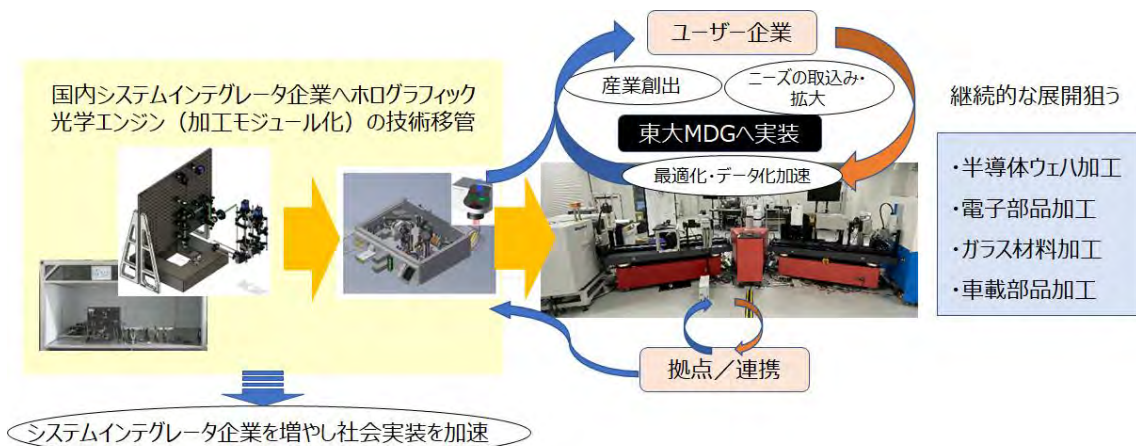 国内システムインテグレータ企業へホログラフィック
光学エンジン（加工モジュール化）の技術移管
ユーザー企業
産業創出
ニーズの取込み・
拡大
東大MDGへ実装
最適化・データ化加速
拠点／連携
システムインテグレータ企業を増やし社会実装を加速
継続的な展開狙う
・半導体ウェハ加工
・電子部品加工
・ガラス材料加工
・車載部品加工